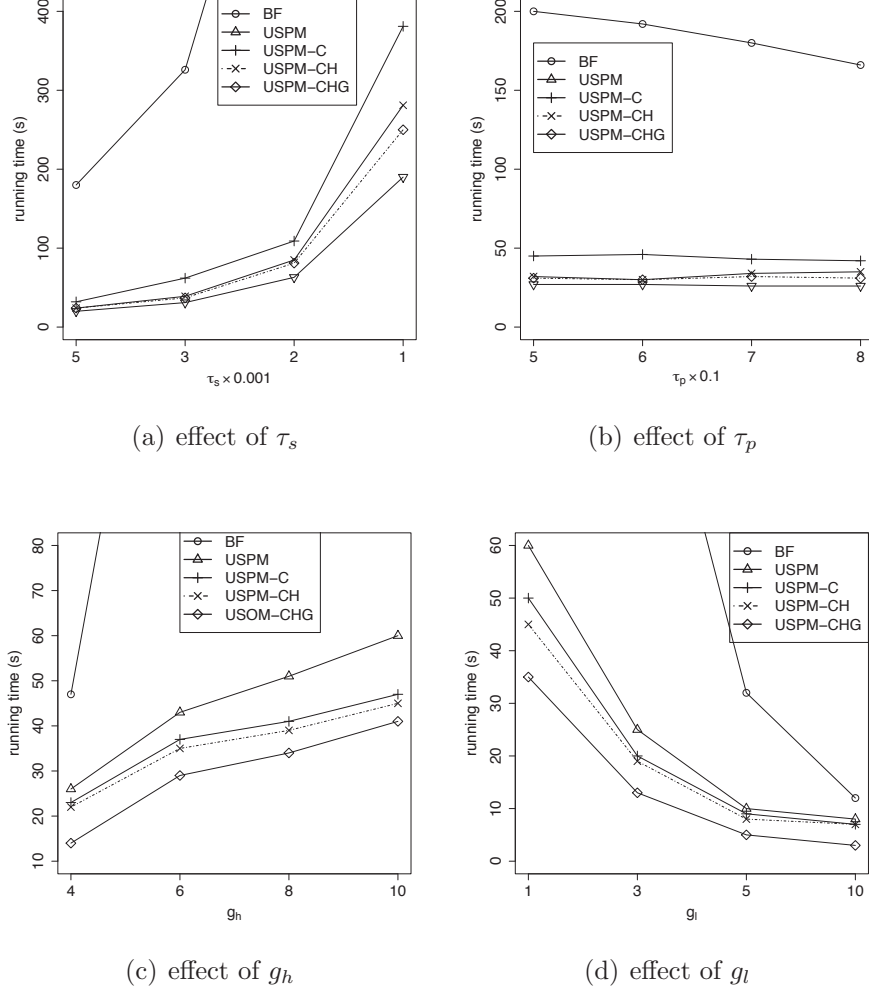 400
300
200
100
0
running time (s)
BF
USPM
USPM-C
USPM-CH
USPM-CHG
5 3 2 1
τs × 0.001
(a) effect of τs
200
150
100
50
0
running time (s)
BF
USPM
USPM-C
USPM-CH
USPM-CHG
5 6 7 8
τp × 0.1
(b) effect of τp
80
70
60
50
40
30
20
10
running time (s)
BF
USPM
USPM-C
USPM-CH
USOM-CHG
4 6 8 10
gh
(c) effect of gh
60
50
40
30
20
10
0
running time (s)
BF
USPM
USPM-C
USPM-CH
USPM-CHG
1 3 5 10
gl
(d) effect of gl